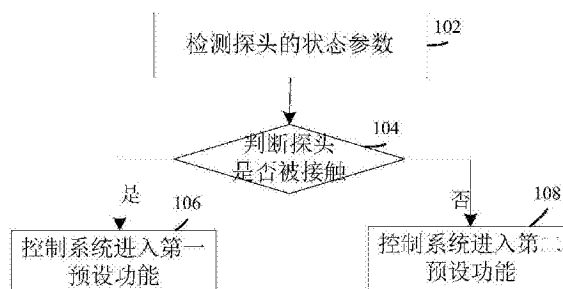 检测探头的状态参数
102
104
判断探头
是否被接触
是
否
106
108
控制系统进入第一
预设功能
控制系统进入第二
预设功能